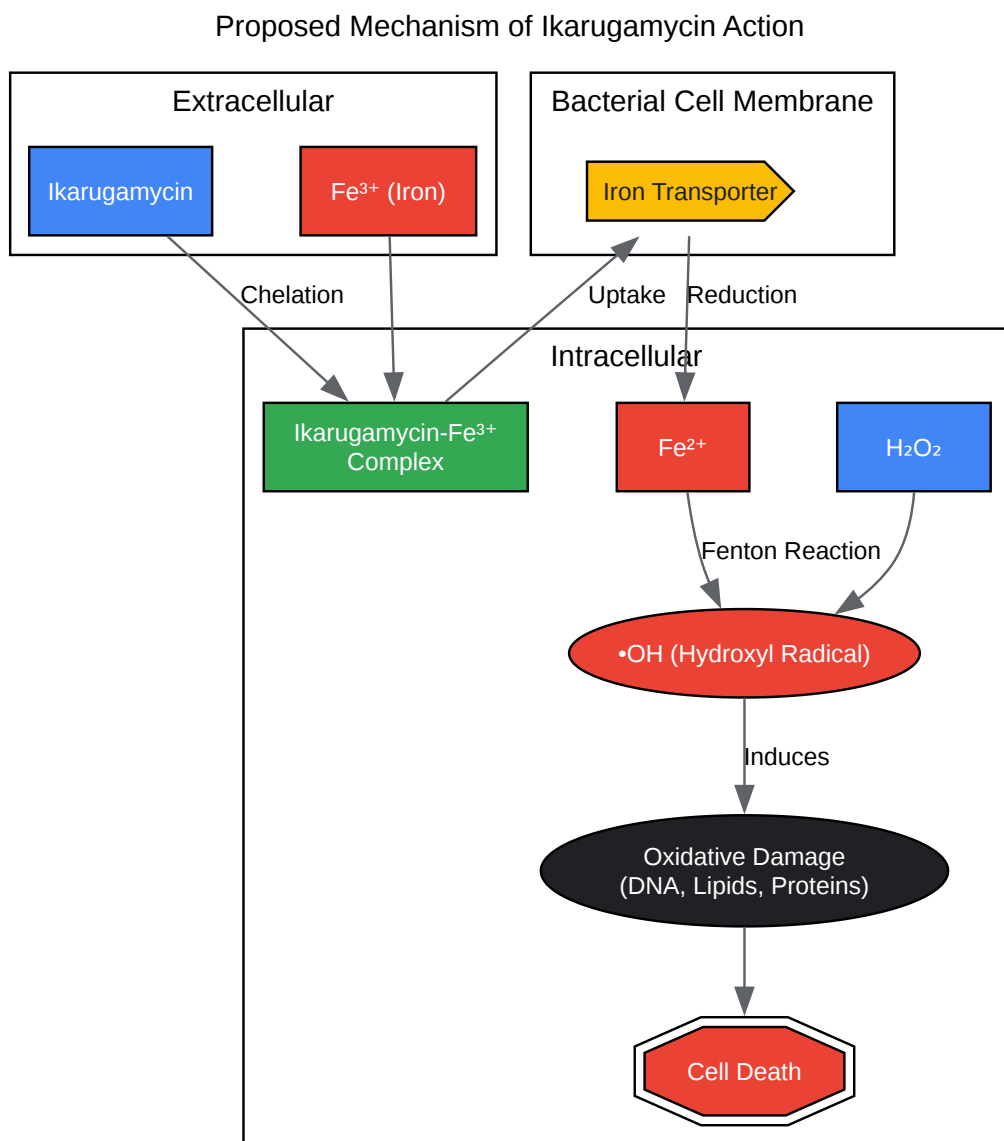 Proposed Mechanism of Ikarugamycin Action
Extracellular
Bacterial Cell Membrane
Ikarugamycin
Fe³⁺ (Iron)
Iron Transporter
Chelation
Uptake
Reduction
Intracellular
Ikarugamycin-Fe³⁺
Complex
Fe²⁺
H₂O₂
Fenton Reaction
•OH (Hydroxyl Radical)
Induces
Oxidative Damage
(DNA, Lipids, Proteins)
Cell Death